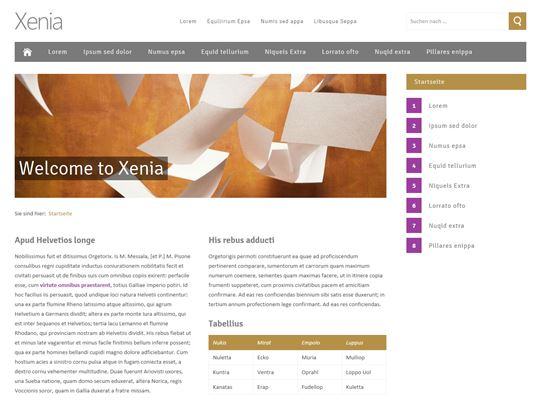 Xenia
Lorem Equilirium Epsa Numis sed appa Libusque Seppa
Suchen nach ...
Lorem Ipsum sed dolor Numus epsa Equid tellurium Niqueis Extra Lorrato ofto Nuqid extra Pillares enippa
Welcome to Xenia
Sie sind hier: Startseite
Apud Helvetios longe
Nobilissimus fuit et ditissimus Orgetorix. Is M. Messala, [et P.] M. Pisone
consulibus regni cupiditate inductus coniurationem nobilitatis fecit et
civitati persuasit ut de finibus suis cum omnibus copiis exirent: perfacile
esse, cum virtute omnibus praestarent, totius Galliae imperio potiri. Id
hoc facilius iis persuasit, quod undique loci natura Helvetii continentur:
una ex parte flumine Rheno latissimo atque altissimo, qui agrum
Helvetium a Germanis dividit; altera ex parte monte Iura altissimo, qui
est inter Sequanos et Helvetios; tertia lacu Lemanno et flumine
Rhodano, qui provinciam nostram ab Helvetiis dividit. His rebus fiebat ut
et minus late vagarentur et minus facile finitimis bellum inferre possent;
qua ex parte homines bellandi cupidi magno dolore adficiebantur. Cum
hostium acies a sinistro cornu pulsa atque in fugam coniecta esset, a
dextro cornu vehementer multitudine. Duae fuerunt Ariovisti uxores,
una Sueba natione, quam domo secum eduxerat, altera Norica, regis
Voccionis soror, quam in Gallia duxerat a fratre missam.
His rebus adducti
Orgetorigis permoti constituerunt ea quae ad proficiscendum
pertinerent comparare, iumentorum et carrorum quam maximum
numerum coemere, sementes quam maximas facere, ut in itinere copia
frumenti suppeteret, cum proximis civitatibus pacem et amicitiam
confirmare. Ad eas res conficiendas biennium sibi satis esse duxerunt; in
tertium annum profectionem lege confirmant. Ad eas res conficiendas.
Tabellius
Nukis Mirat Empolo Luppus
Nuletta Ecko Muria Mulliop
Kuntra Ventra Oprahl Loppo Uol
Kanatas Erap Fudellop Kuletta
Startseite
1 Lorem
2 Ipsum sed dolor
3 Numus epsa
4 Equid tellurium
5 Niqueis Extra
6 Lorrato ofto
7 Nuqid extra
8 Pillares enippa